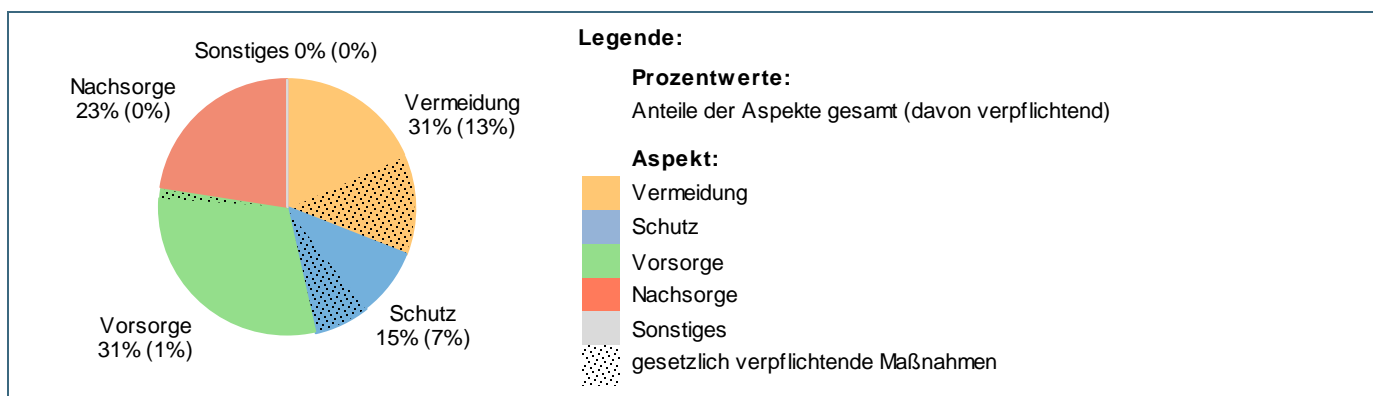 Sonstiges 0% (0%)
Nachsorge
23% (0%)
Vermeidung
31% (13%)
Schutz
15% (7%)
Vorsorge
31% (1%)
Legende:
Prozentwerte:
Anteile der Aspekte gesamt (davon verpflichtend)
Aspekt:
Vermeidung
Schutz
Vorsorge
Nachsorge
Sonstiges
gesetzlich verpflichtende Maßnahmen